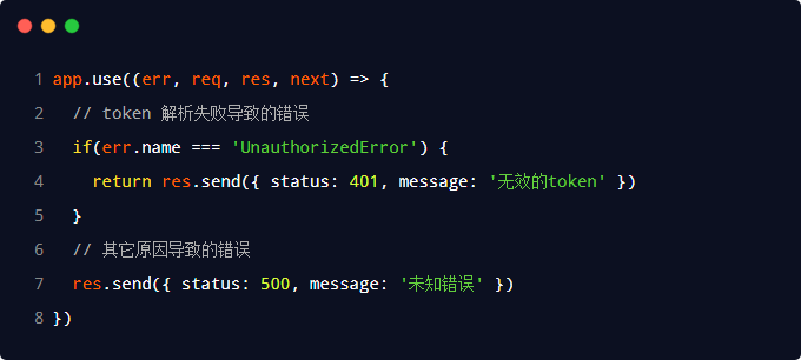 1 app.use((err, req, res, next) => {
2 // token 解析失败导致的错误
3 if(err.name === 'UnauthorizedError') {
4 return res.send({ status: 401, message: '无效的token' })
5 }
6 // 其它原因导致的错误
7 res.send({ status: 500, message: '未知错误' })
8 })